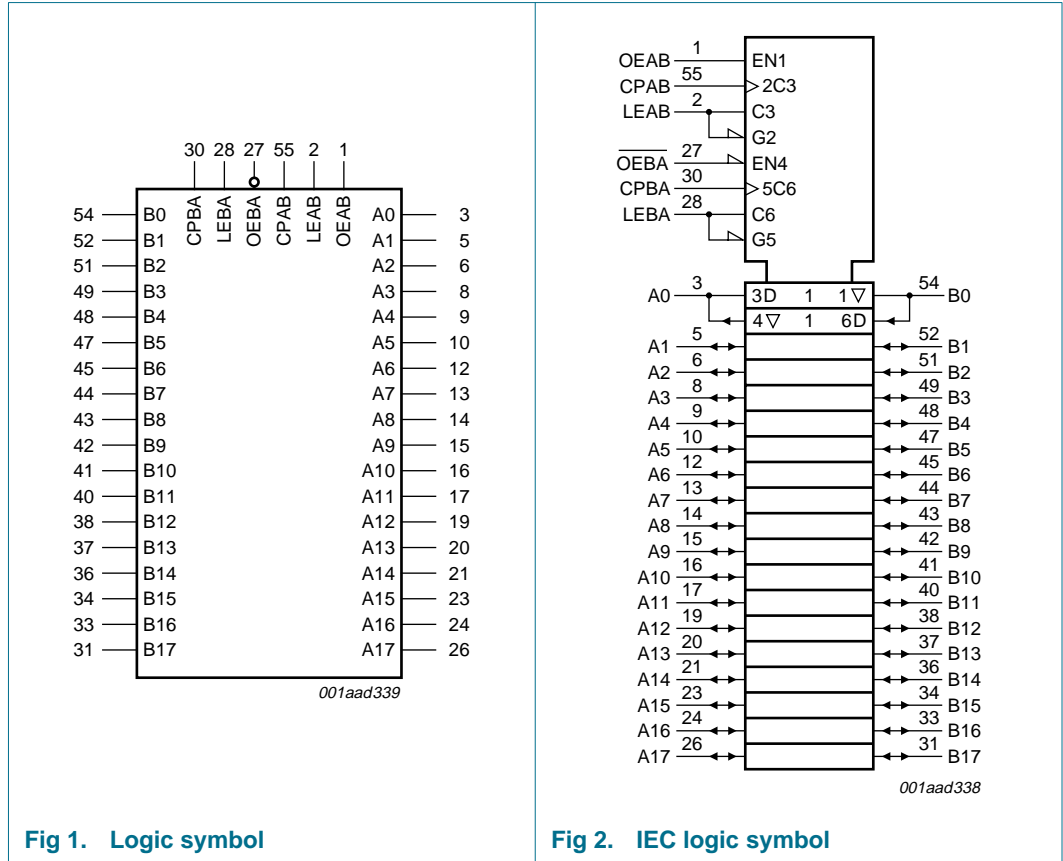 30 28 27 55 2 1
CPBA LEBA OEBA CPAB LEAB OEAB
54 B0 A0 3
52 B1 A1 5
51 B2 A2 6
49 B3 A3 8
48 B4 A4 9
47 B5 A5 10
45 B6 A6 12
44 B7 A7 13
43 B8 A8 14
42 B9 A9 15
41 B10 A10 16
40 B11 A11 17
38 B12 A12 19
37 B13 A13 20
36 B14 A14 21
34 B15 A15 23
33 B16 A16 24
31 B17 A17 26
001aad339
Fig 1. Logic symbol
OEAB 1 EN1
CPAB 55 2C3
LEAB 2 C3
G2
OEBA 27 EN4
CPBA 30 5C6
LEBA 28 C6
G5
A0 3 3D 1 1 ▽ 54 B0
4 ▽ 1 6D
A1 5 52 B1
A2 6 51 B2
A3 8 49 B3
A4 9 48 B4
A5 10 47 B5
A6 12 45 B6
A7 13 44 B7
A8 14 43 B8
A9 15 42 B9
A10 16 41 B10
A11 17 40 B11
A12 19 38 B12
A13 20 37 B13
A14 21 36 B14
A15 23 34 B15
A16 24 33 B16
A17 26 31 B17
001aad338
Fig 2. IEC logic symbol